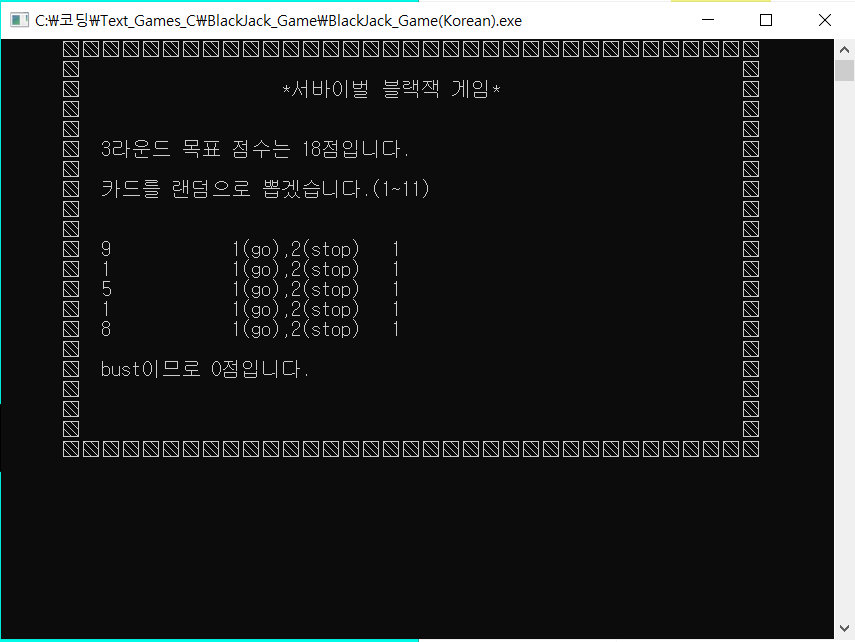 C:₩코딩₩Text_Games_C₩BlackJack_Game₩BlackJack_Game(Korean).exe
*서바이벌 블랙잭 게임*
3라운드 목표 점수는 18점입니다.
카드를 랜덤으로 뽑겠습니다.(1~11)
9 1(go),2(stop) 1
1 1(go),2(stop) 1
5 1(go),2(stop) 1
1 1(go),2(stop) 1
8 1(go),2(stop) 1
bust이므로 0점입니다.